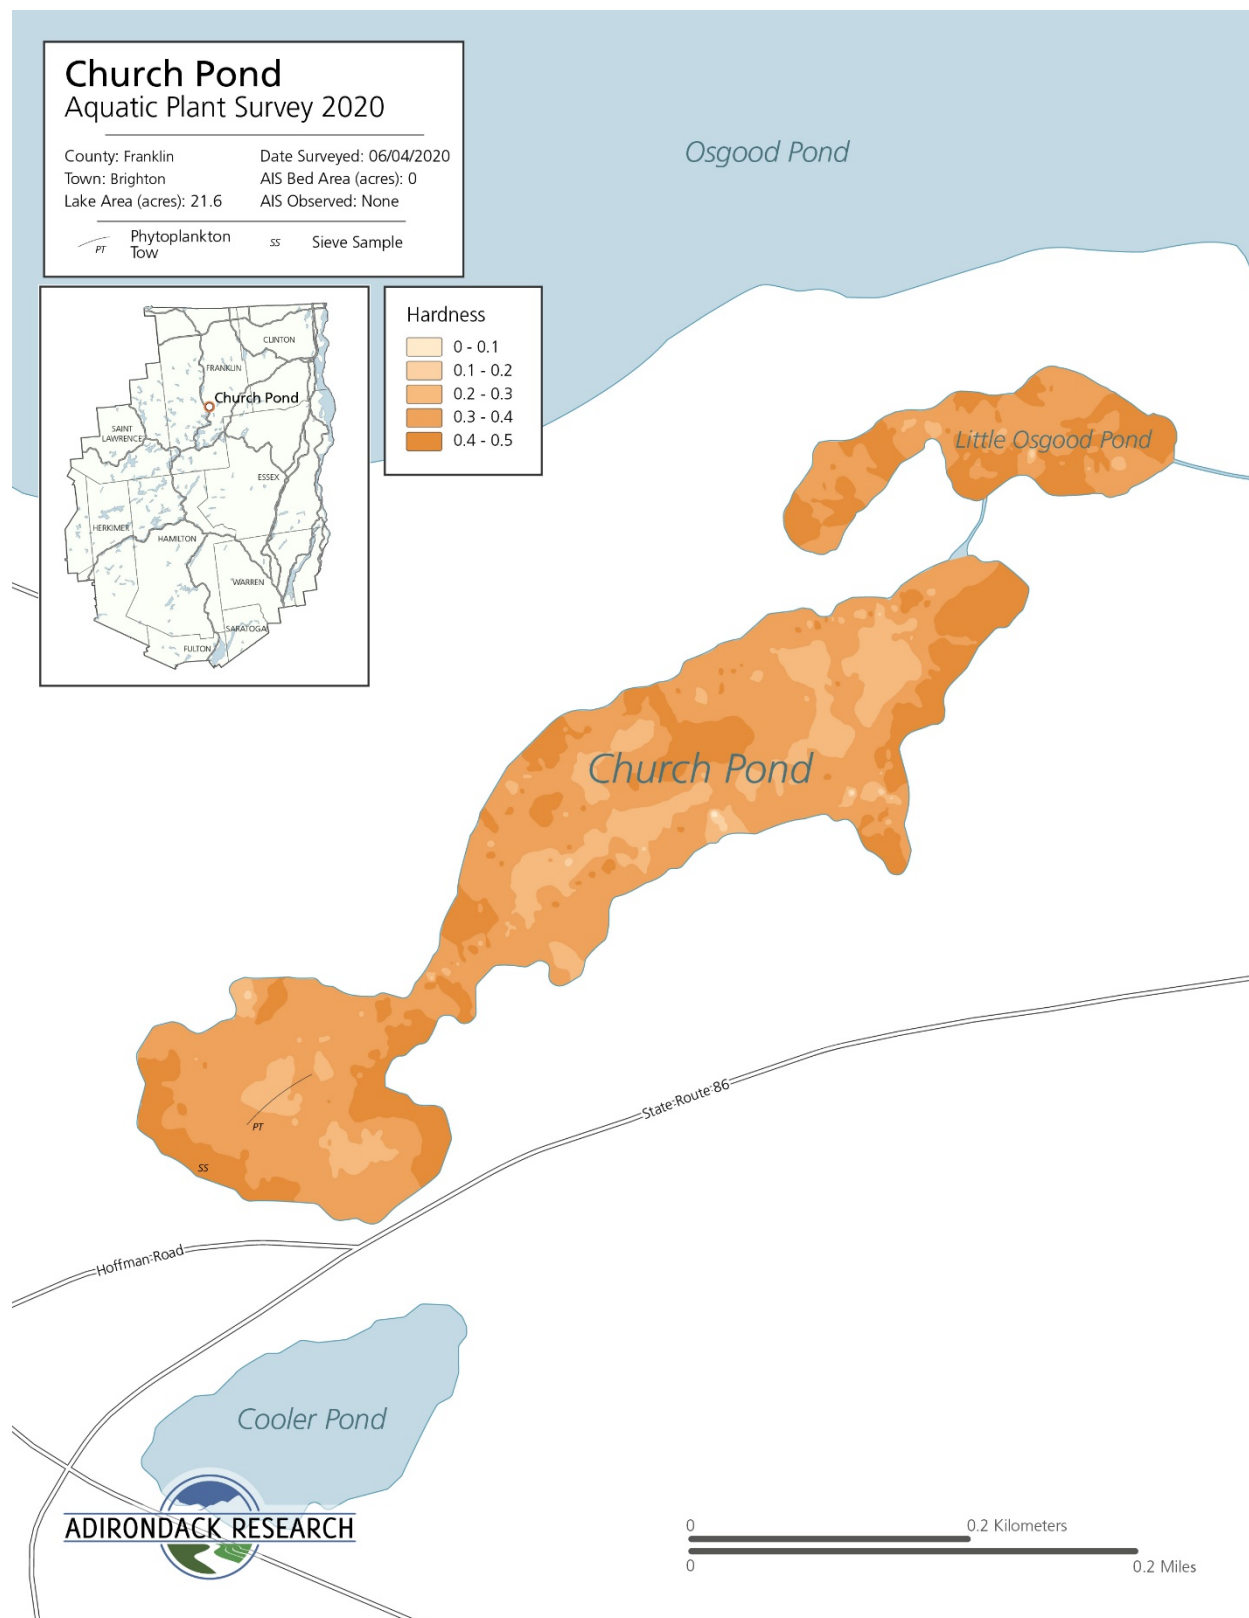 Church Pond
Aquatic Plant Survey 2020
County: Franklin
Date Surveyed: 06/04/2020
Town: Brighton
AIS Bed Area (acres): 0
Lake Area (acres): 21.6
AIS Observed: None
PT
Phytoplankton
Tow
SS
Sieve Sample
Osgood Pond
CLINTON
FRANKLIN
Church Pond
SAINT
LAWRENCE
ESSEX
HERKIMER
HAMILTON
WARREN
SARATOGA
FULTON
Hardness
0 - 0.1
0.1 - 0.2
0.2 - 0.3
0.3 - 0.4
0.4 - 0.5
Little Osgood Pond
Church Pond
State Route 86
PT
SS
Hoffman Road
Cooler Pond
ADIRONDACK RESEARCH
0
0.2 Kilometers
0
0.2 Miles